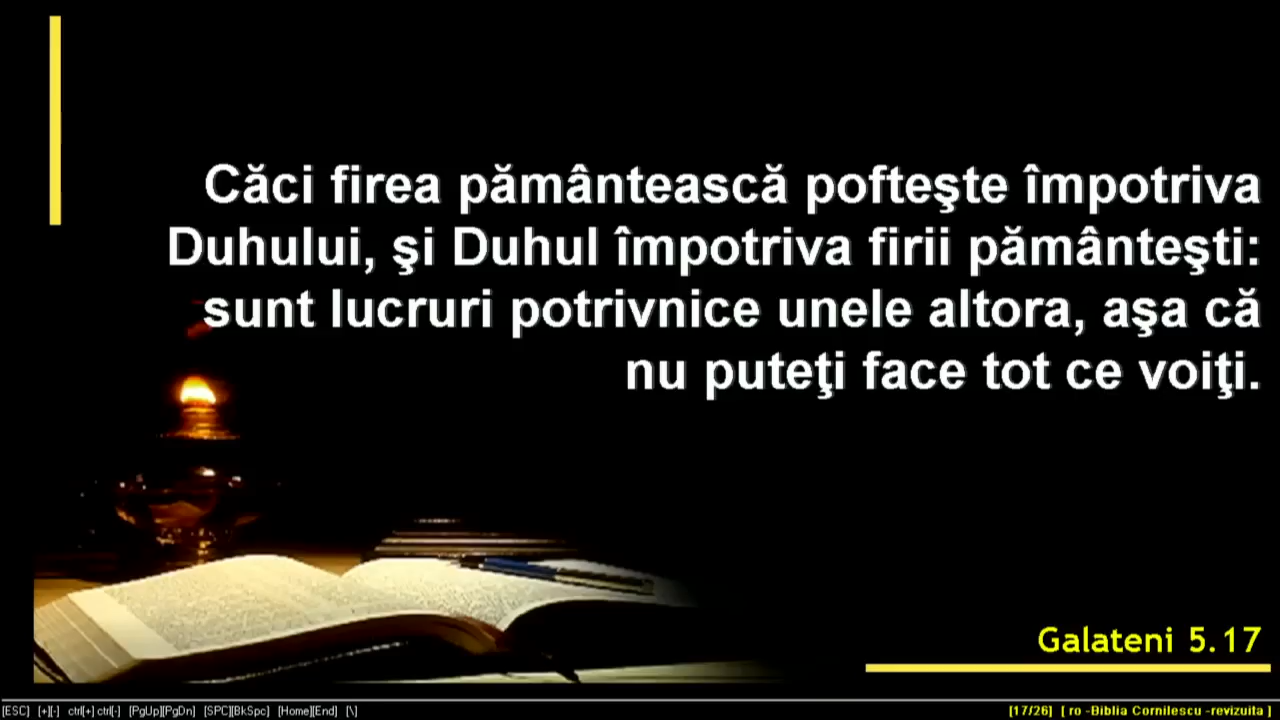 Căci firea pământească pofteşte împotriva
Duhului, şi Duhul împotriva firii pământeşti:
sunt lucruri potrivnice unele altora, aşa că
nu puteţi face tot ce voiţi.
Galateni 5.17
[ESC] [+][-] ctrl[+] ctrl[-] [PgUp][PgDn] [SPC][BkSpc] [Home][End] [\] [17/26] [ ro -Biblia Cornilescu -revizuita ]